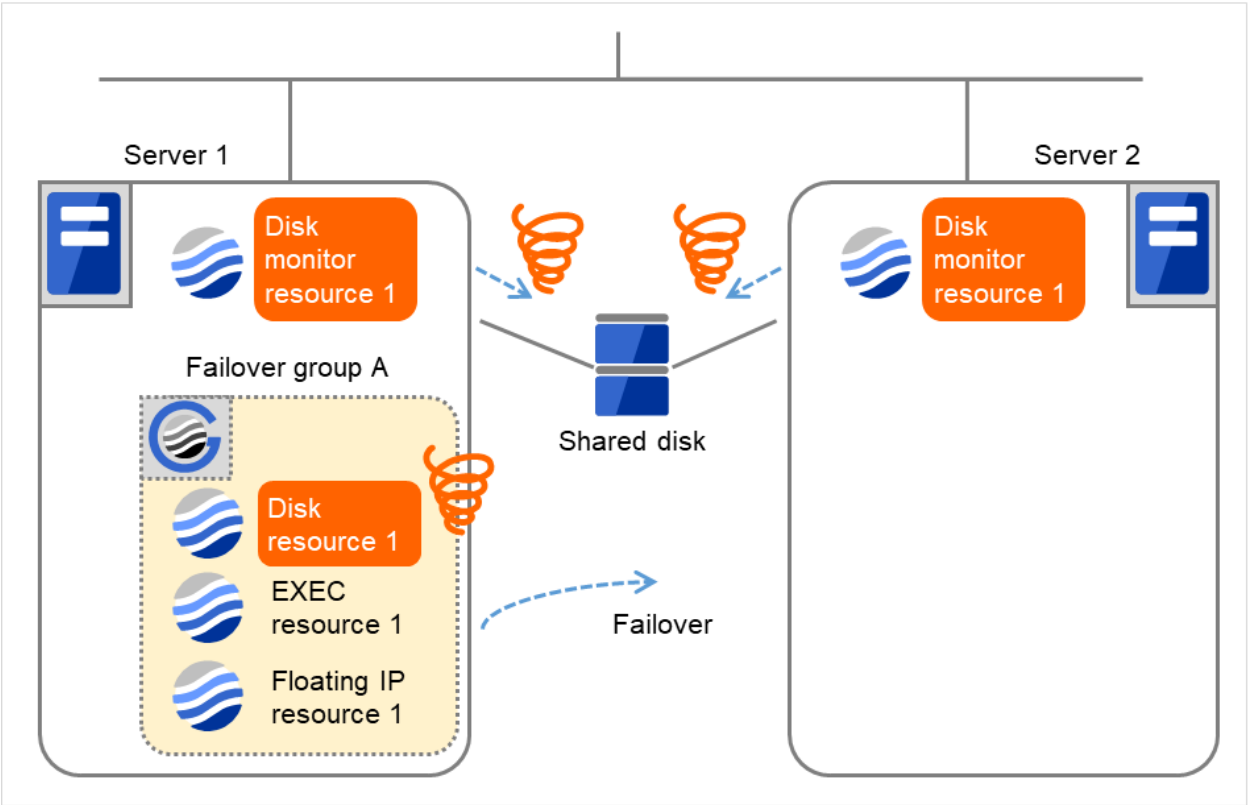 Server 1
Server 2
Disk
monitor
resource 1
Disk
monitor
resource 1
Failover group A
Shared disk
Disk
resource 1
EXEC
resource 1
Failover
Floating IP
resource 1